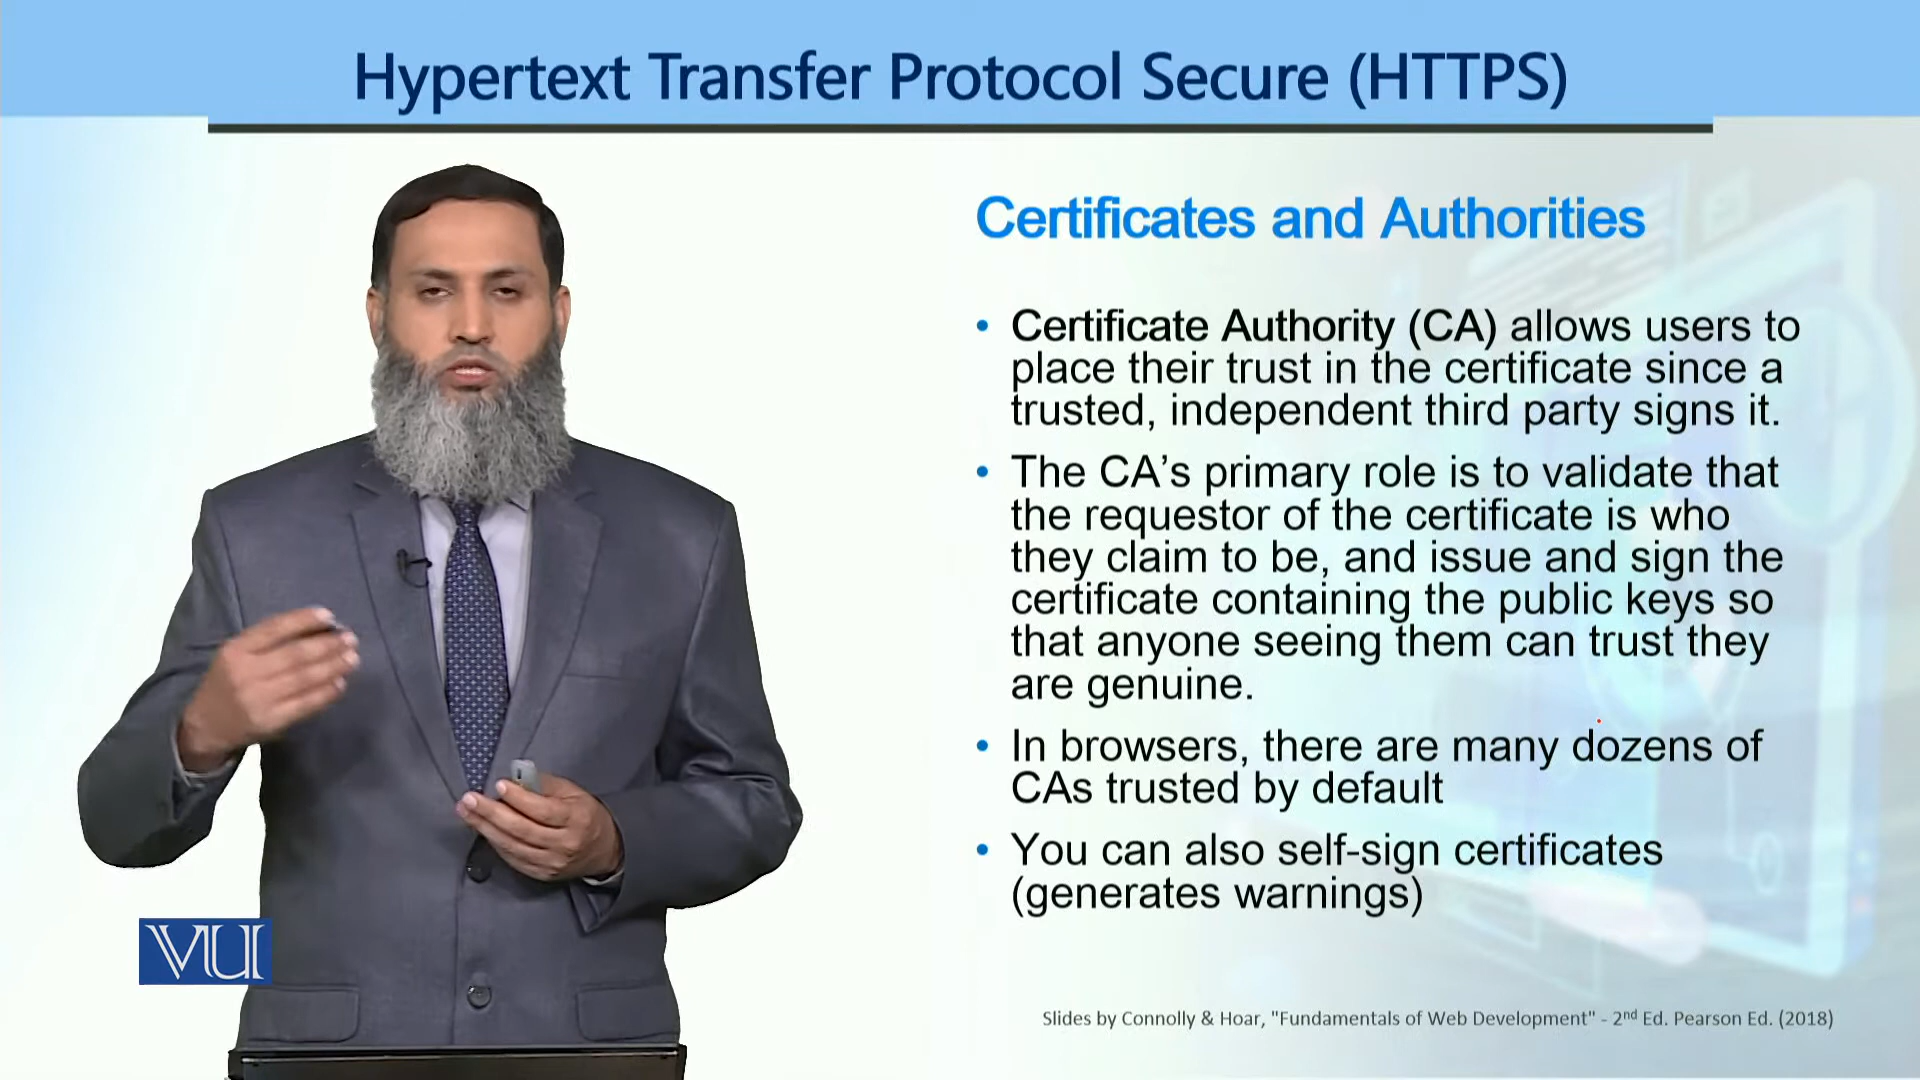 Hypertext Transfer Protocol Secure (HTTPS)
Certificates and Authorities
• Certificate Authority (CA) allows users to
place their trust in the certificate since a
trusted, independent third party signs it.
• The CA’s primary role is to validate that
the requestor of the certificate is who
they claim to be, and issue and sign the
certificate containing the public keys so
that anyone seeing them can trust they
are genuine.
• In browsers, there are many dozens of
CAs trusted by default
• You can also self-sign certificates
(generates warnings)
VU
Slides by Connolly & Hoar, "Fundamentals of Web Development" - 2nd Ed. Pearson Ed. (2018)